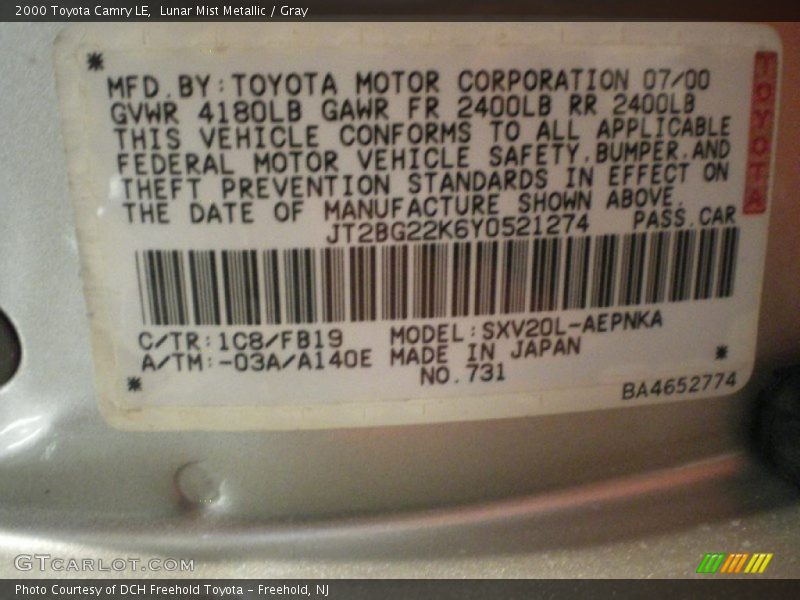 2000 Toyota Camry LE, Lunar Mist Metallic / Gray
MFD. BY: TOYOTA MOTOR CORPORATION 07/00
GVWR 4180LB GAWR FR 2400LB RR 2400LB
THIS VEHICLE CONFORMS TO ALL APPLICABLE
FEDERAL MOTOR VEHICLE SAFETY, BUMPER, AND
THEFT PREVENTION STANDARDS IN EFFECT ON
THE DATE OF MANUFACTURE SHOWN ABOVE.
JT2BG22K6Y0521274 PASS. CAR
TOYOTA
C/TR: 1C8/FB19 MODEL: SXV20L-AEPNKA
A/TM: -03A/A140E MADE IN JAPAN
NO. 731
BA4652774
GTCARLOT.COM
Photo Courtesy of DCH Freehold Toyota - Freehold, NJ